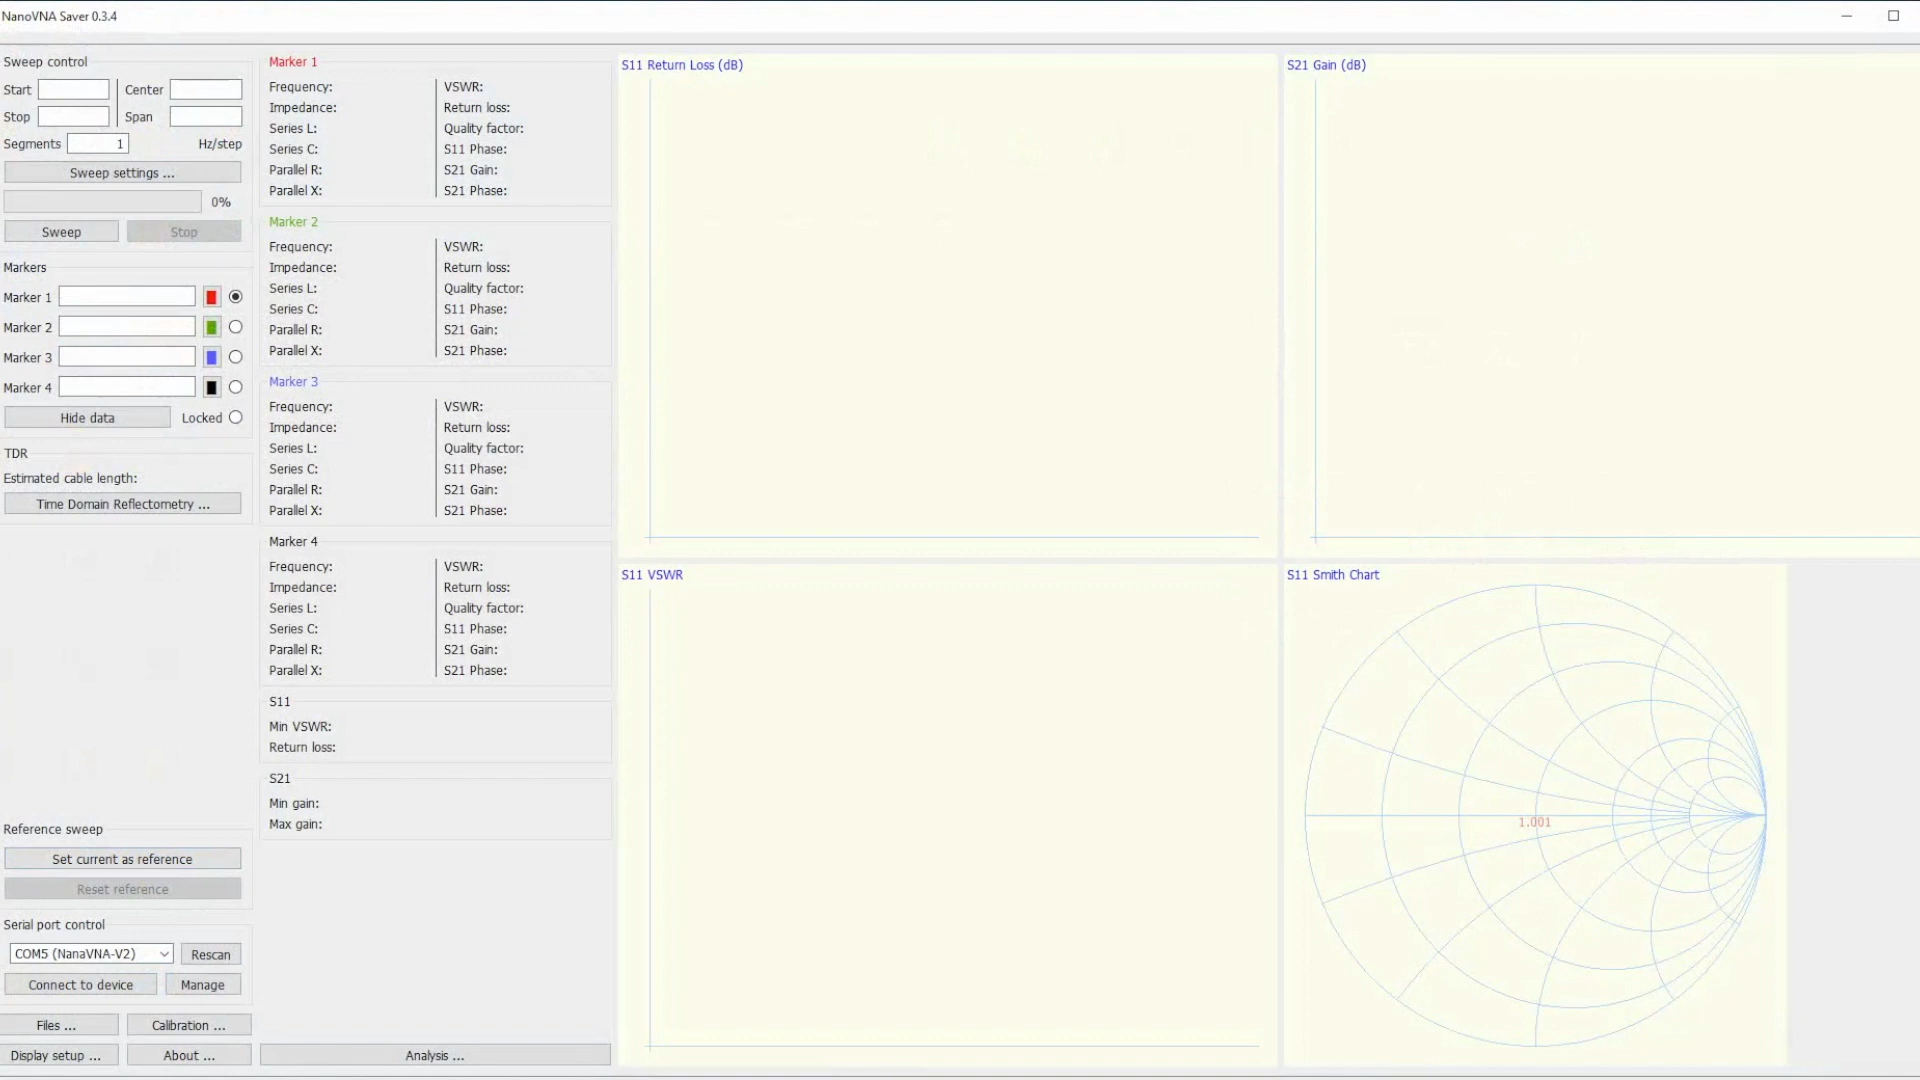 NanoVNA Saver 0.3.4
Sweep control
Start
Center
Stop
Span
Segments 1 Hz/step
Sweep settings ...
0%
Sweep
Stop
Markers
Marker 1
Marker 2
Marker 3
Marker 4
Hide data
Locked
TDR
Estimated cable length:
Time Domain Reflectometry ...
Reference sweep
Set current as reference
Reset reference
Serial port control
COM5 (NanaVNA-V2)
Rescan
Connect to device
Manage
Files ...
Calibration ...
Display setup ...
About ...
Marker 1
Frequency:
Impedance:
Series L:
Series C:
Parallel R:
Parallel X:
VSWR:
Return loss:
Quality factor:
S11 Phase:
S21 Gain:
S21 Phase:
Marker 2
Frequency:
Impedance:
Series L:
Series C:
Parallel R:
Parallel X:
VSWR:
Return loss:
Quality factor:
S11 Phase:
S21 Gain:
S21 Phase:
Marker 3
Frequency:
Impedance:
Series L:
Series C:
Parallel R:
Parallel X:
VSWR:
Return loss:
Quality factor:
S11 Phase:
S21 Gain:
S21 Phase:
Marker 4
Frequency:
Impedance:
Series L:
Series C:
Parallel R:
Parallel X:
VSWR:
Return loss:
Quality factor:
S11 Phase:
S21 Gain:
S21 Phase:
S11
Min VSWR:
Return loss:
S21
Min gain:
Max gain:
Analysis ...
S11 Return Loss (dB)
S21 Gain (dB)
S11 VSWR
S11 Smith Chart
1.001